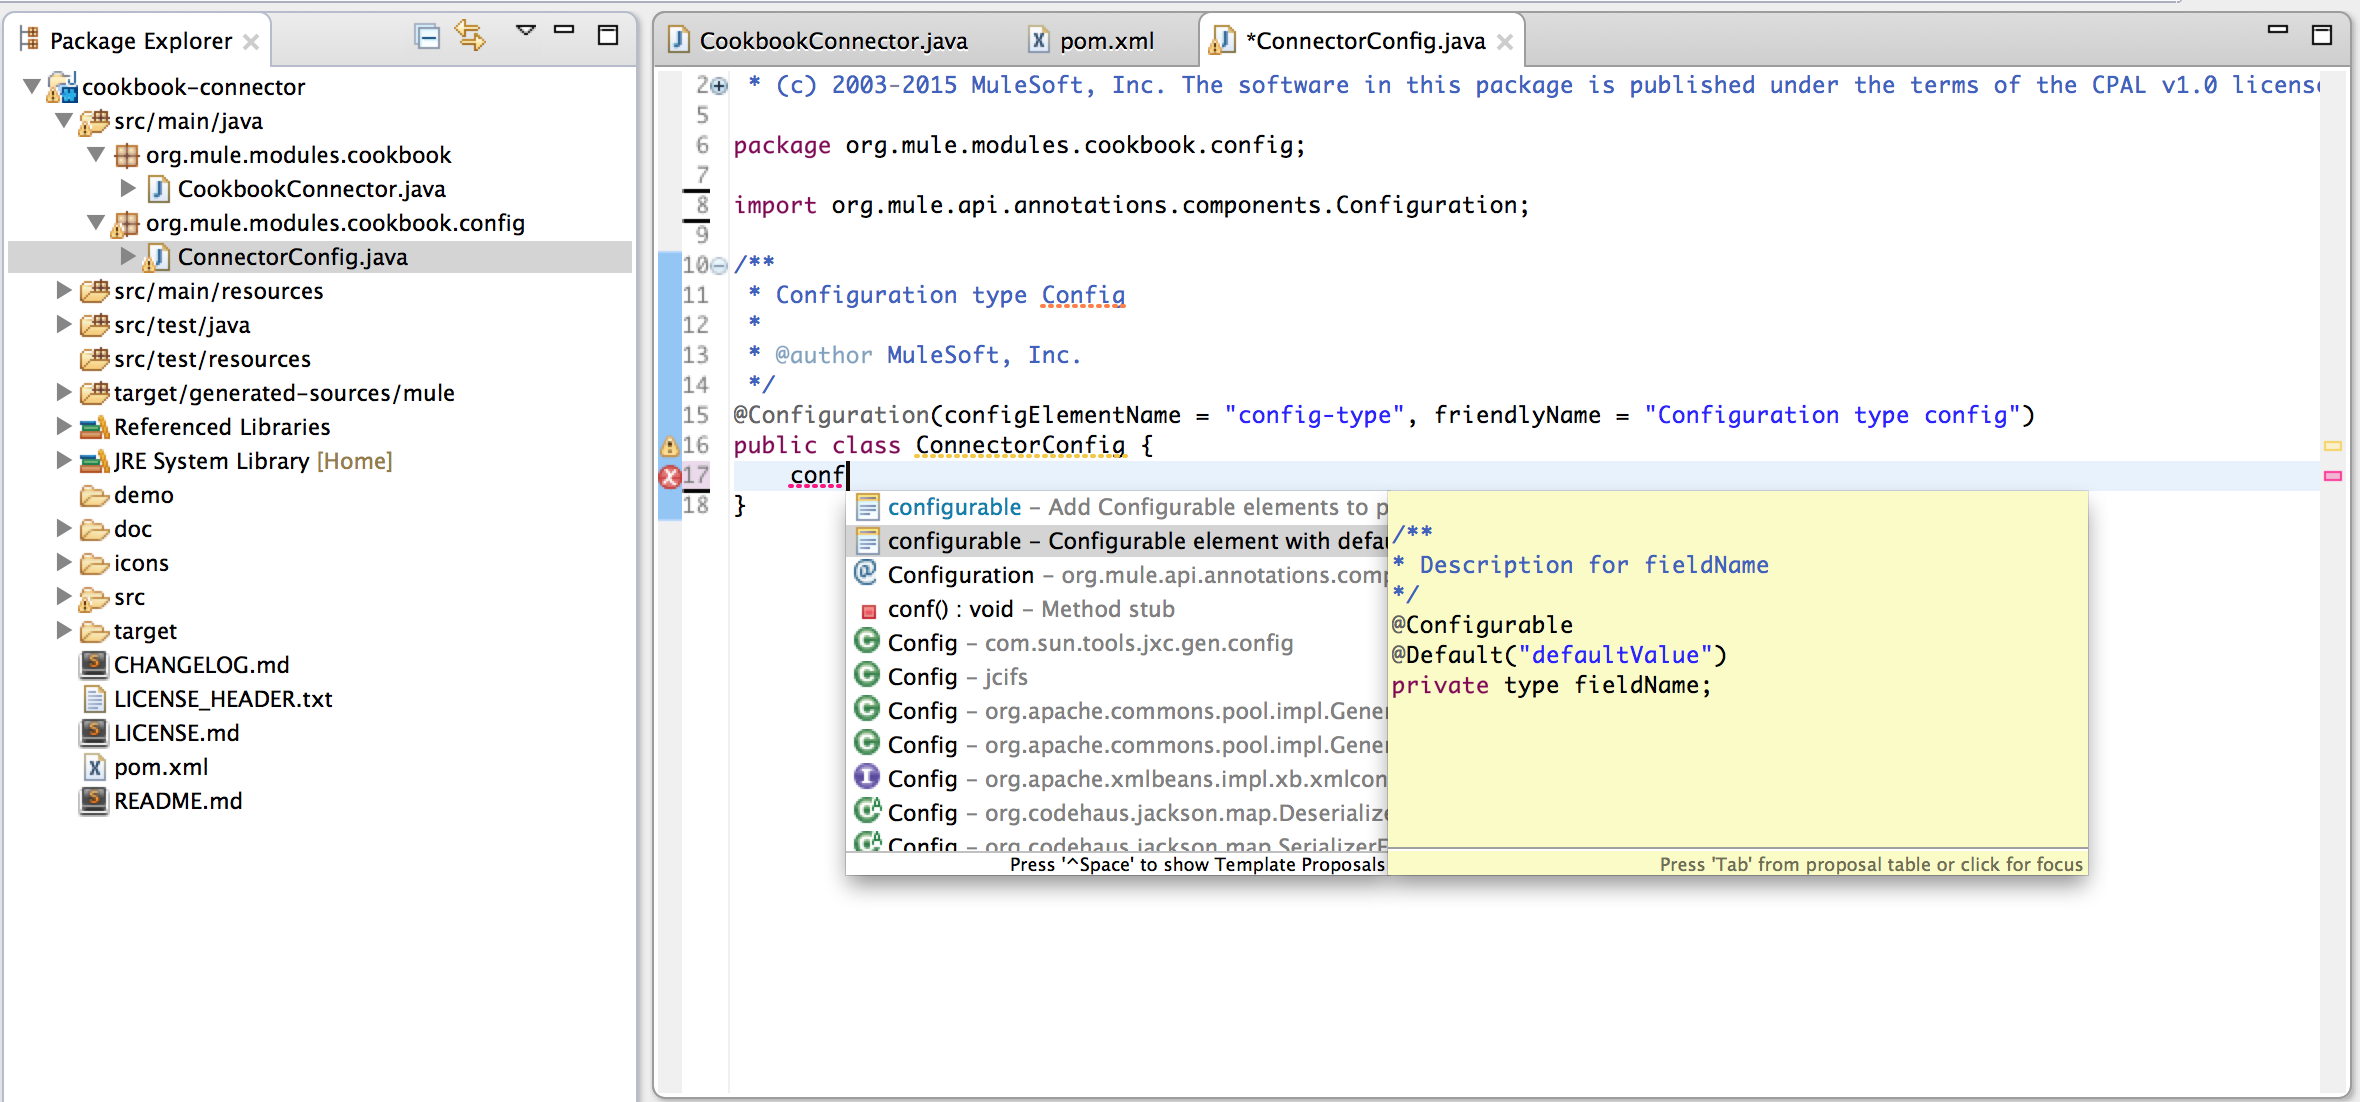 Package Explorer
cookbook-connector
src/main/java
org.mule.modules.cookbook
CookbookConnector.java
org.mule.modules.cookbook.config
ConnectorConfig.java
src/main/resources
src/test/java
src/test/resources
target/generated-sources/mule
Referenced Libraries
JRE System Library [Home]
demo
doc
icons
src
target
CHANGELOG.md
LICENSE_HEADER.txt
LICENSE.md
pom.xml
README.md
CookbookConnector.java
pom.xml
*ConnectorConfig.java
2 * (c) 2003-2015 MuleSoft, Inc. The software in this package is published under the terms of the CPAL v1.0 license
5
6 package org.mule.modules.cookbook.config;
7
8 import org.mule.api.annotations.components.Configuration;
9
10 /**
11 * Configuration type Config
12 *
13 * @author MuleSoft, Inc.
14 */
15 @Configuration(configElementName = "config-type", friendlyName = "Configuration type config")
16 public class ConnectorConfig {
17 conf
18 }
configurable – Add Configurable elements to p
configurable – Configurable element with defau
Configuration – org.mule.api.annotations.comp
conf() : void – Method stub
Config – com.sun.tools.jxc.gen.config
Config – jcifs
Config – org.apache.commons.pool.impl.Gener
Config – org.apache.commons.pool.impl.Gener
Config – org.apache.xmlbeans.impl.xb.xmlcon
Config – org.codehaus.jackson.map.Deserialize
Config – org.codehaus.jackson.map.SerializerF
Press '^Space' to show Template Proposals
/**
* Description for fieldName
*/
@Configurable
@Default("defaultValue")
private type fieldName;
Press 'Tab' from proposal table or click for focus